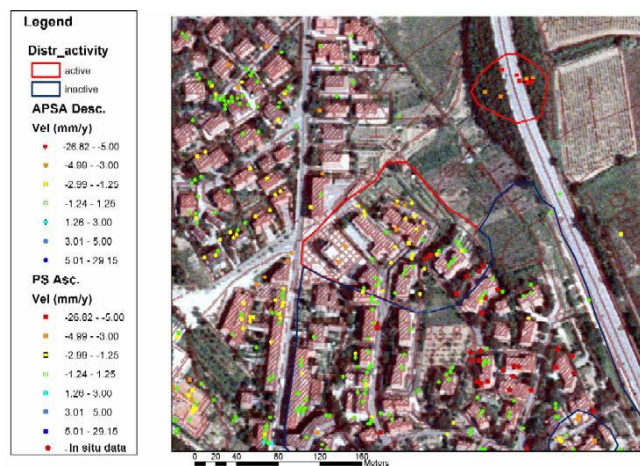 Legend
Distr_activity
active
inactive
APSA Desc.
Vel (mm/y)
-26.82 - -5.00
-4.99 - -3.00
-2.99 - -1.25
-1.24 - 1.25
1.26 - 3.00
3.01 - 5.00
5.01 - 29.15
PS Asc.
Vel (mm/y)
-26.82 - -5.00
-4.99 - -3.00
-2.99 - -1.25
-1.24 - 1.25
1.26 - 3.00
3.01 5.00
5.01 - 29.15
- In situ data
0 10 20 40 60 80 120 160
Meters